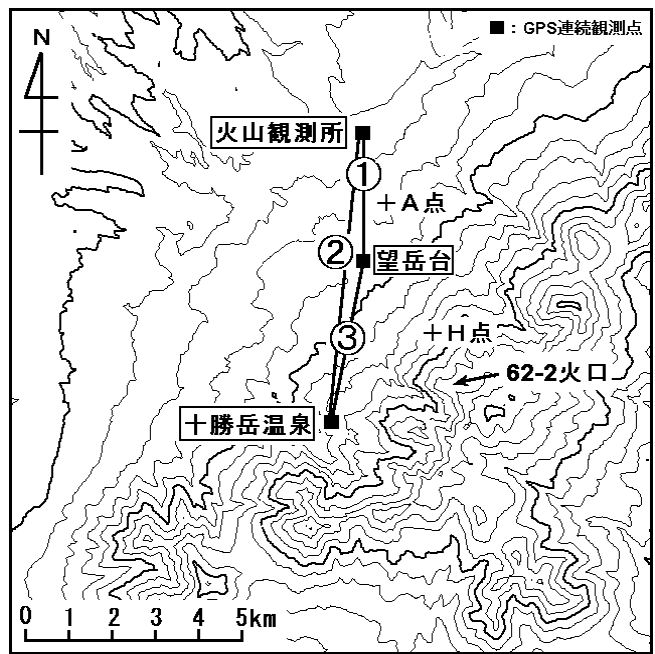 ■：GPS連続観測点
N
火山観測所
①
＋A点
②
望岳台
③
＋H点
62-2火口
十勝岳温泉
0 1 2 3 4 5km